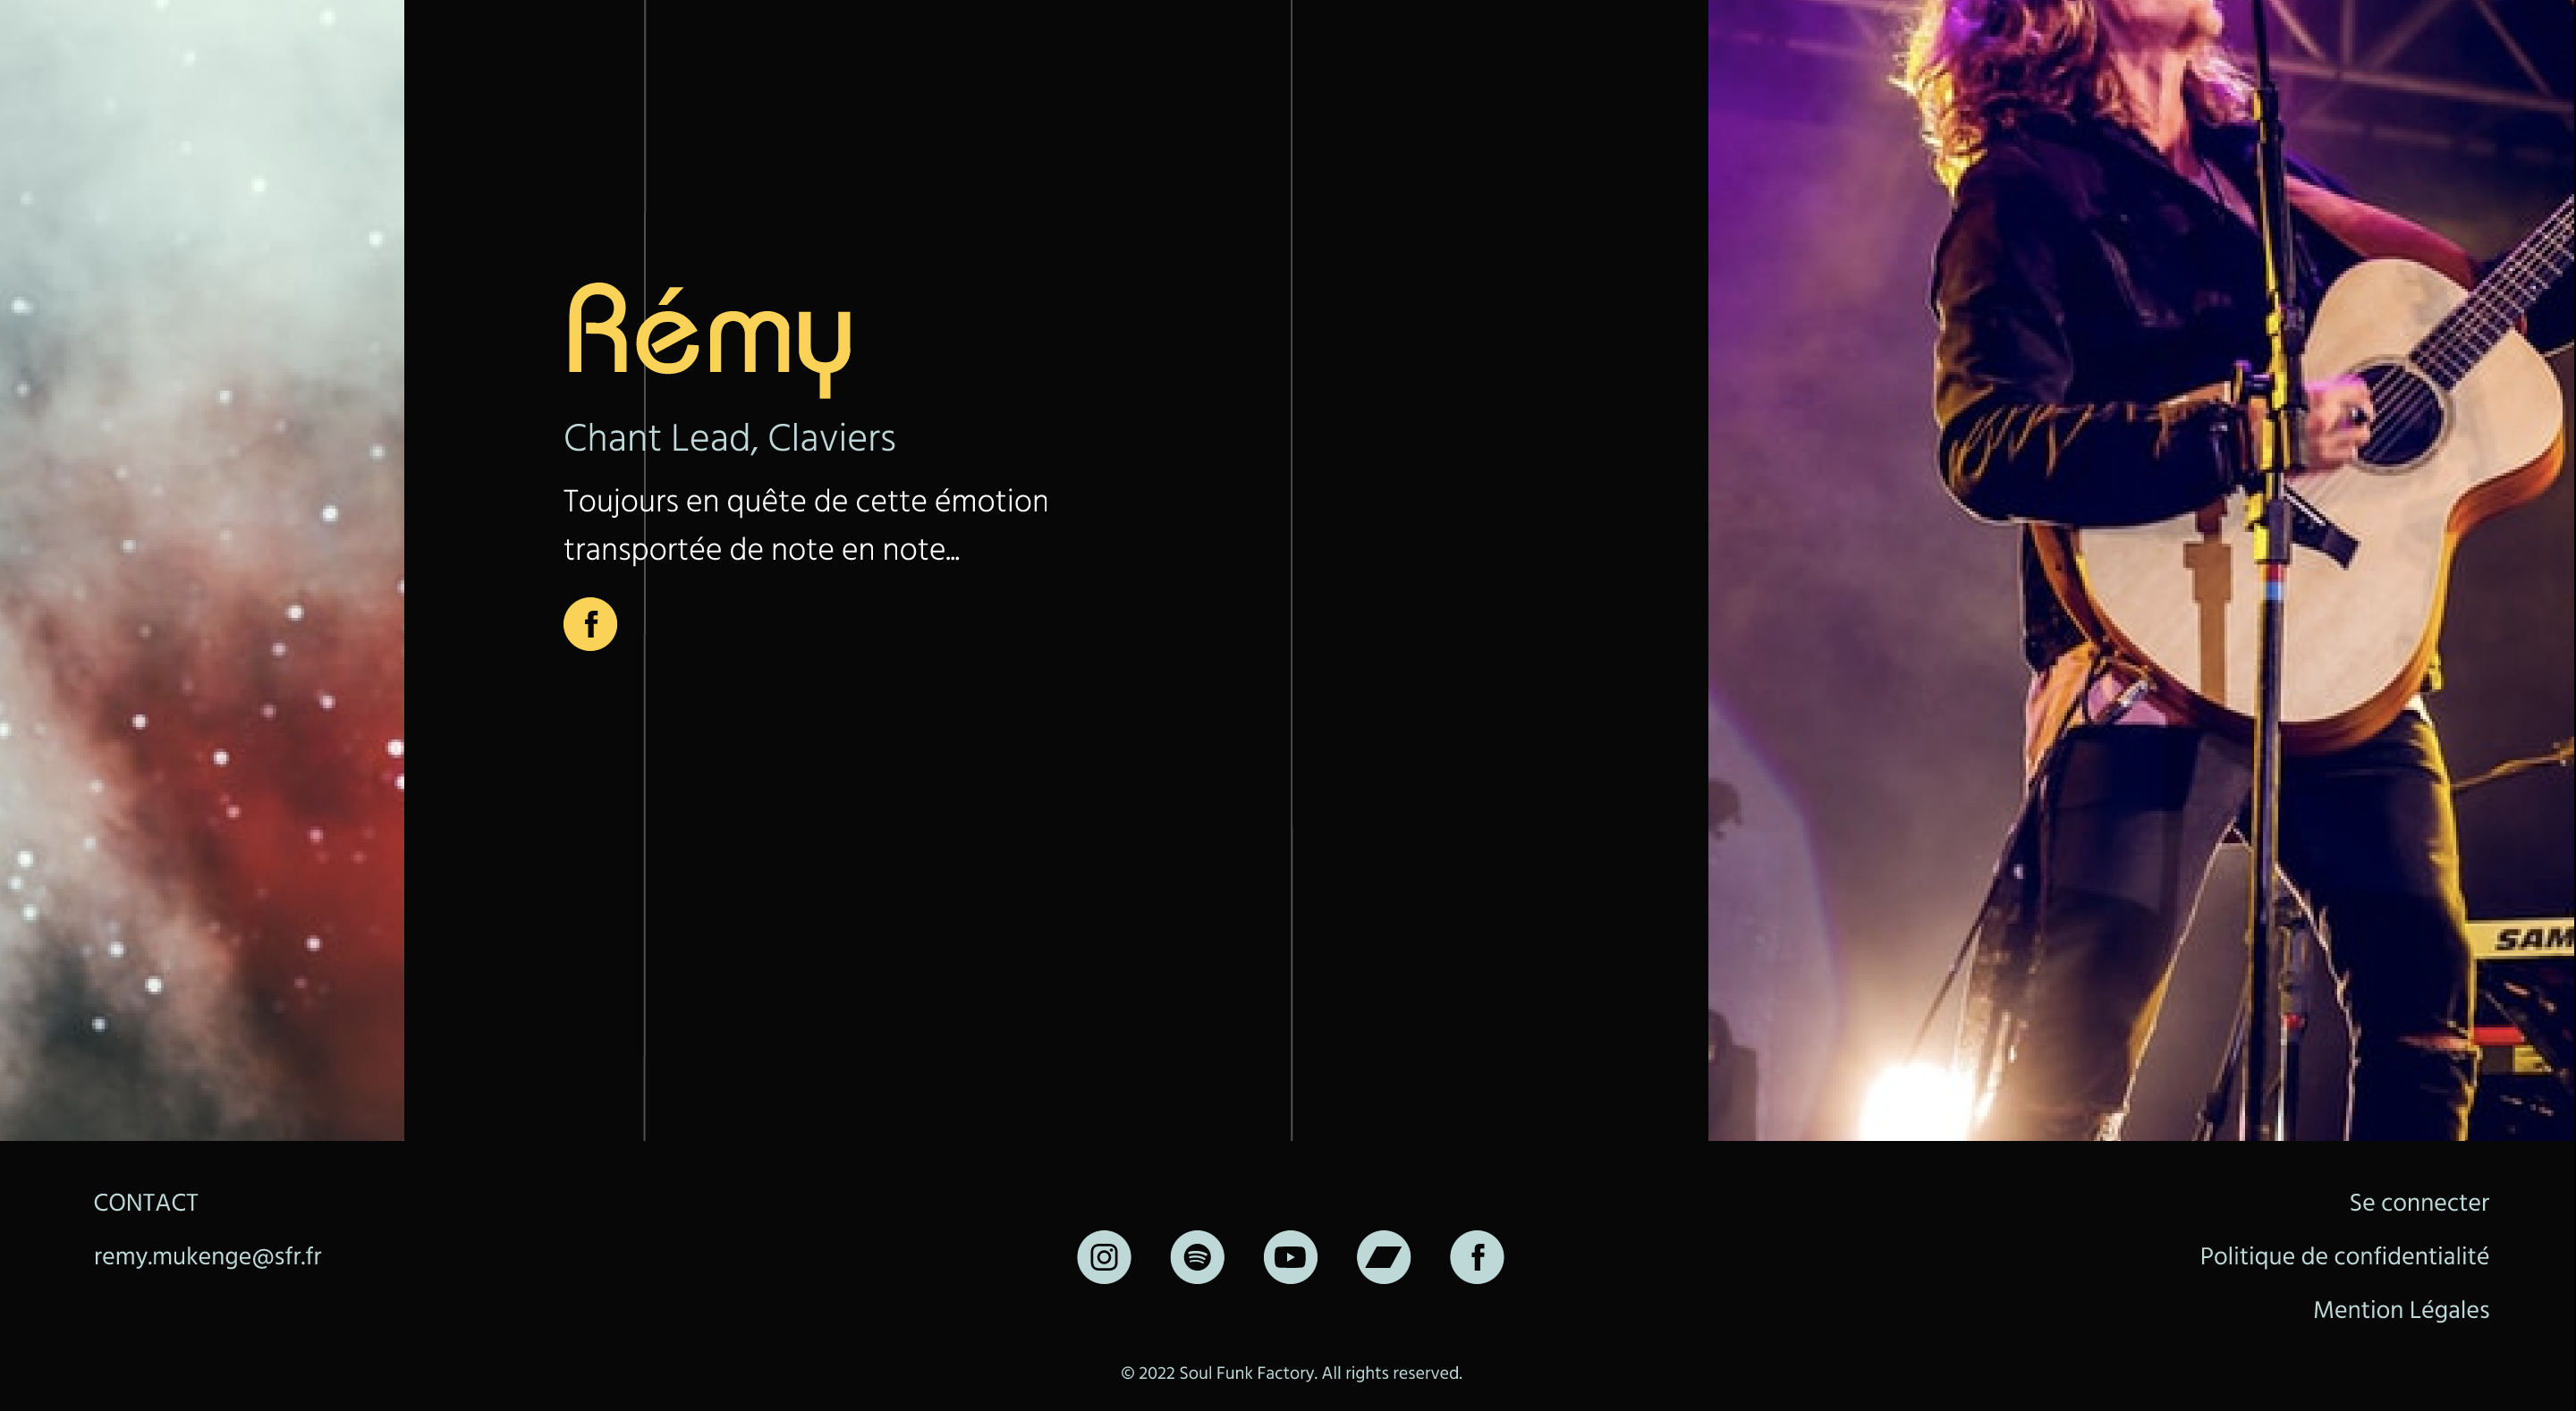 Rémy
Chant Lead, Claviers
Toujours en quête de cette émotion
transportée de note en note...
SAM
CONTACT
remy.mukenge@sfr.fr
Se connecter
Politique de confidentialité
Mention Légales
© 2022 Soul Funk Factory. All rights reserved.